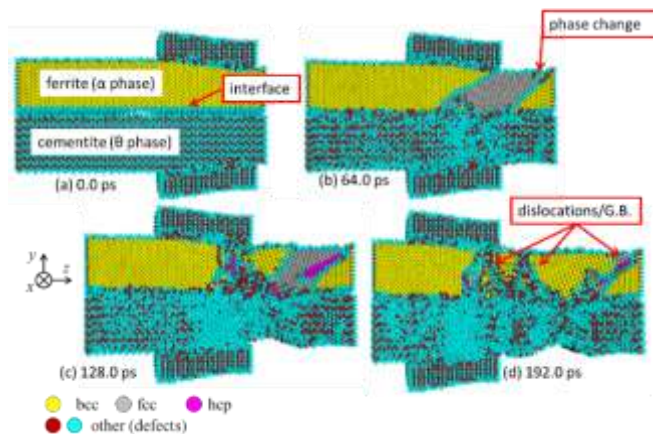 phase change
ferrite (α phase)
interface
cementite (θ phase)
(a) 0.0 ps
(b) 64.0 ps
dislocations/G.B.
y
z
x
(c) 128.0 ps
(d) 192.0 ps
bcc
fcc
hcp
other (defects)